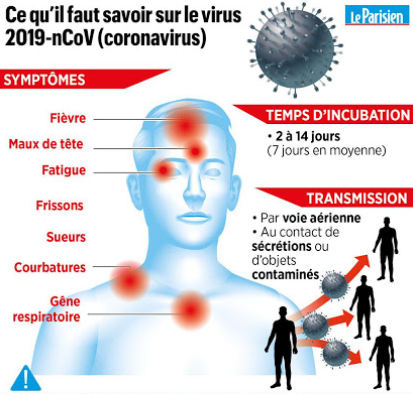 Ce qu'il faut savoir sur le virus
2019-nCoV (coronavirus)
Le Parisien
SYMPTÔMES
Fièvre
Maux de tête
Fatigue
Frissons
Sueurs
Courbatures
Gêne
respiratoire
TEMPS D'INCUBATION
• 2 à 14 jours
(7 jours en moyenne)
TRANSMISSION
• Par voie aérienne
• Au contact de
sécrétions ou
d'objets
contaminés
!